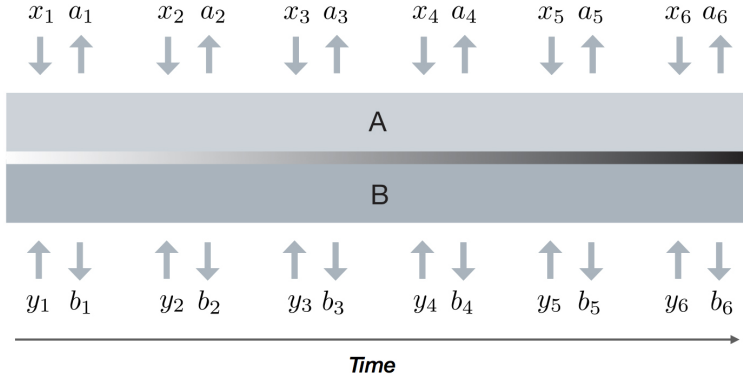 x₁ a₁ x₂ a₂ x₃ a₃ x₄ a₄ x₅ a₅ x₆ a₆
A
B
y₁ b₁ y₂ b₂ y₃ b₃ y₄ b₄ y₅ b₅ y₆ b₆
Time